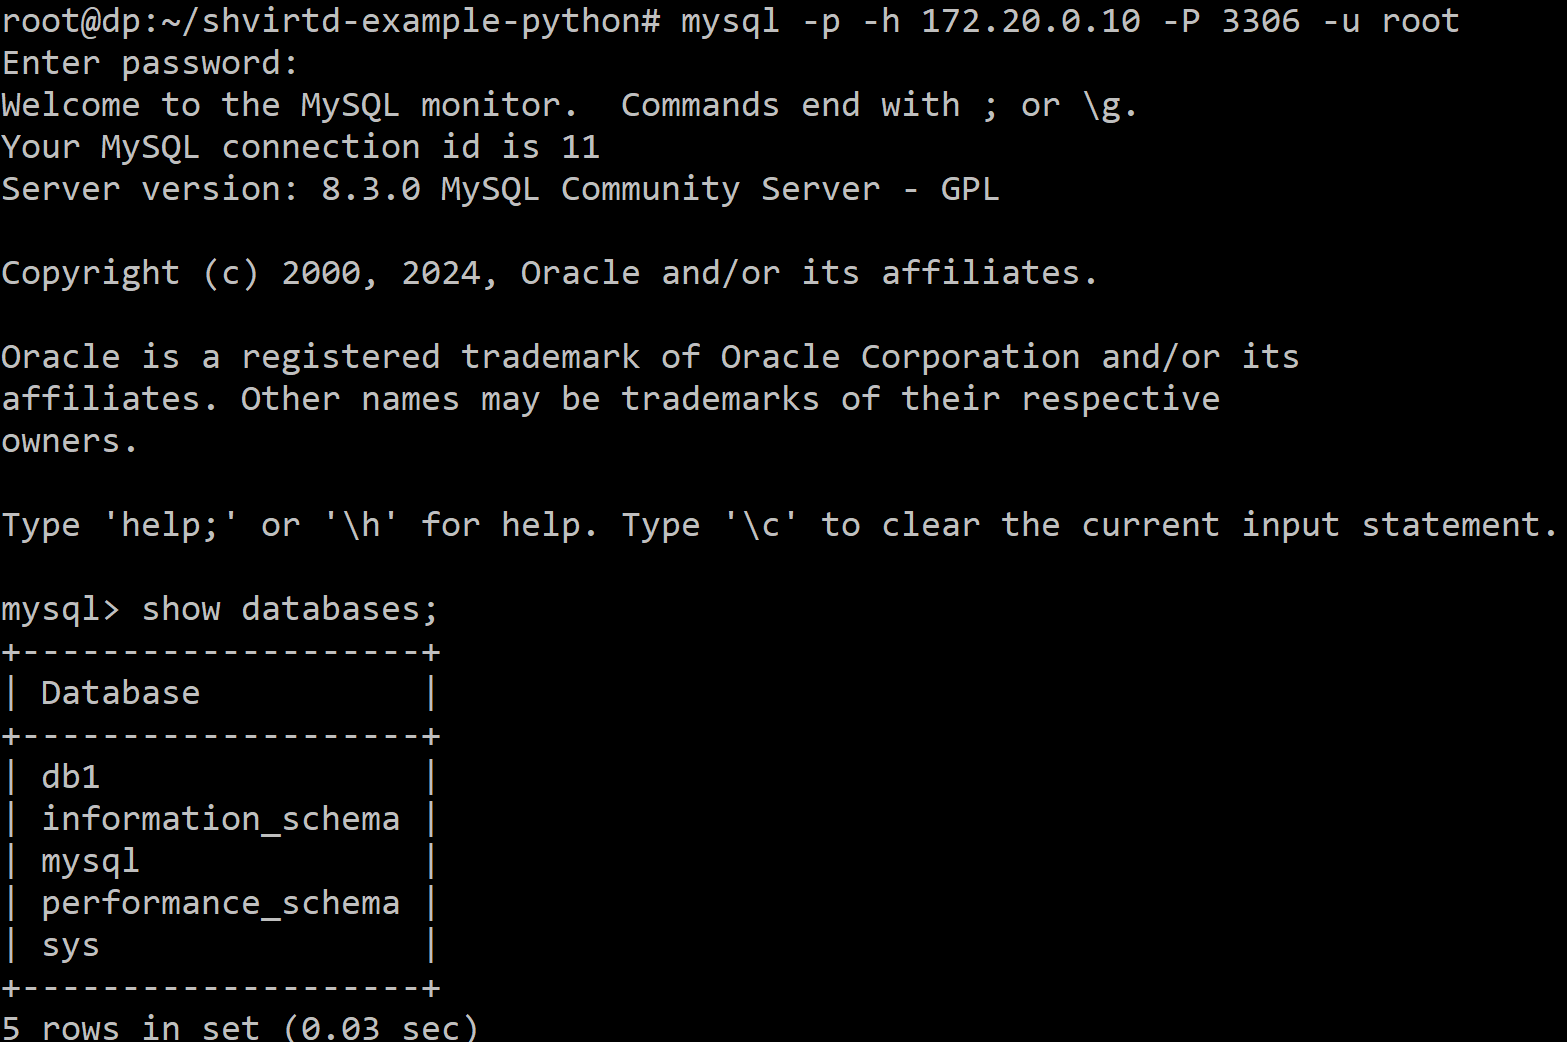 root@dp:~/shvirtd-example-python# mysql -p -h 172.20.0.10 -P 3306 -u root
Enter password:
Welcome to the MySQL monitor.  Commands end with ; or \g.
Your MySQL connection id is 11
Server version: 8.3.0 MySQL Community Server - GPL

Copyright (c) 2000, 2024, Oracle and/or its affiliates.

Oracle is a registered trademark of Oracle Corporation and/or its
affiliates. Other names may be trademarks of their respective
owners.

Type 'help;' or '\h' for help. Type '\c' to clear the current input statement.

mysql> show databases;
+--------------------+
| Database           |
+--------------------+
| db1                |
| information_schema |
| mysql              |
| performance_schema |
| sys                |
+--------------------+
5 rows in set (0.03 sec)